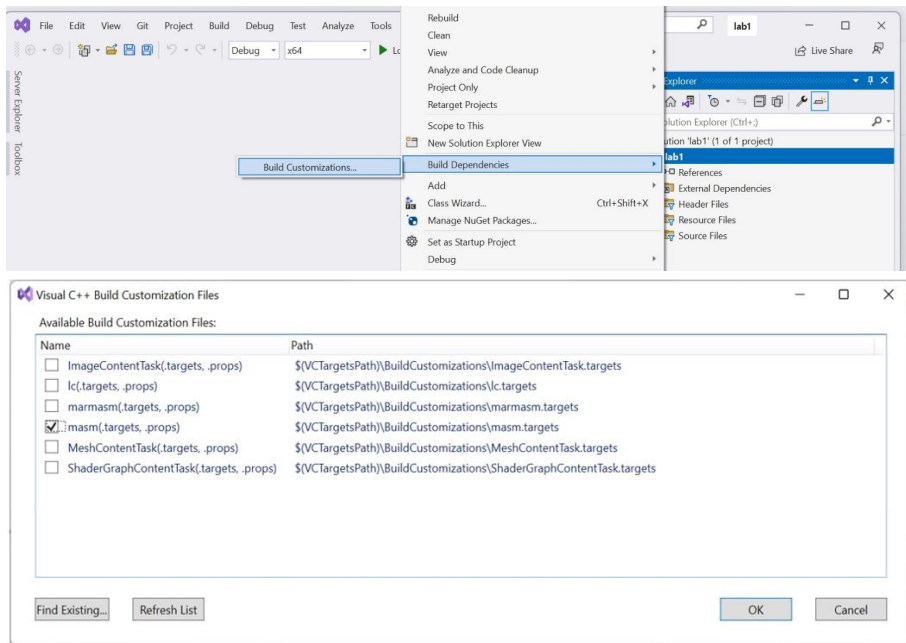 File Edit View Git Project Build Debug Test Analyze Tools
lab1
Debug x64
Live Share
Server Explorer
Toolbox
Rebuild
Clean
View
Analyze and Code Cleanup
Project Only
Retarget Projects
Scope to This
New Solution Explorer View
Build Dependencies
Build Customizations...
Add
Class Wizard... Ctrl+Shift+X
Manage NuGet Packages...
Set as Startup Project
Debug
Explorer
Explorer (Ctrl+;)
'lab1' (1 of 1 project)
lab1
References
External Dependencies
Header Files
Resource Files
Source Files
Visual C++ Build Customization Files
Available Build Customization Files:
Name Path
ImageContentTask(.targets, .props) $(VCTargetsPath)\BuildCustomizations\ImageContentTask.targets
lc(.targets, .props) $(VCTargetsPath)\BuildCustomizations\lc.targets
marmasm(.targets, .props) $(VCTargetsPath)\BuildCustomizations\marmasm.targets
masm(.targets, .props) $(VCTargetsPath)\BuildCustomizations\masm.targets
MeshContentTask(.targets, .props) $(VCTargetsPath)\BuildCustomizations\MeshContentTask.targets
ShaderGraphContentTask(.targets, .props) $(VCTargetsPath)\BuildCustomizations\ShaderGraphContentTask.targets
Find Existing... Refresh List OK Cancel